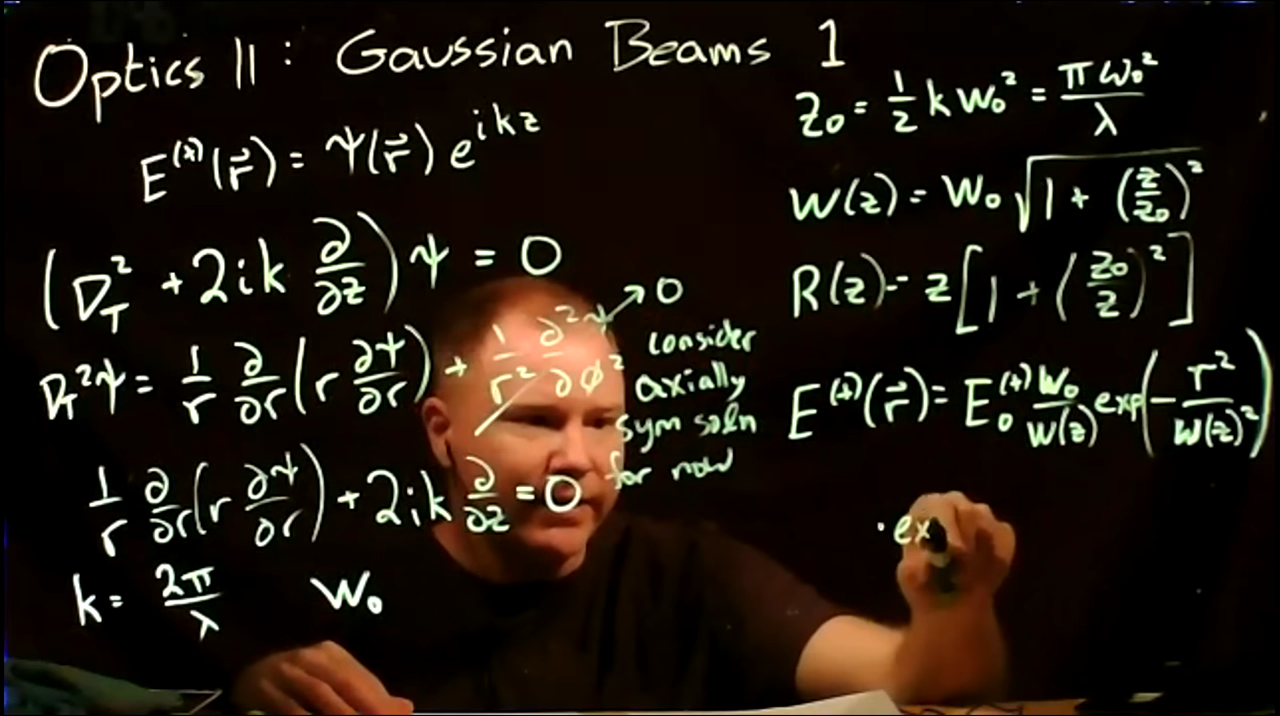 Optics II: Gaussian Beams 1
E⁽⁺⁾(r⃗) = ψ(r⃗) e^{ikz}
(∇_T² + 2ik ∂/∂z) ψ = 0
∇_T²ψ = 1/r ∂/∂r (r ∂ψ/∂r) + 1/r² ∂²ψ/∂ϕ² → 0
consider
axially
sym soln
for now
1/r ∂/∂r (r ∂ψ/∂r) + 2ik ∂/∂z = 0
k = 2π/λ w₀
z₀ = 1/2 k w₀² = πw₀²/λ
w(z) = w₀ √(1 + (z/z₀)²)
R(z) = z [1 + (z₀/z)²]
E⁽⁺⁾(r⃗) = E₀⁽⁺⁾ w₀/w(z) exp(- r²/w(z)²)
· ex